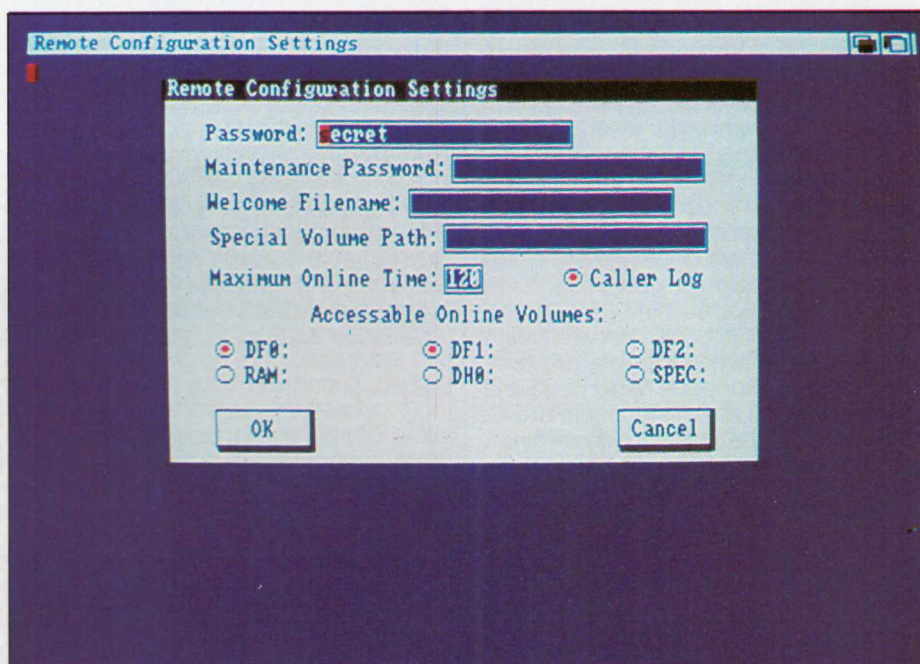 Remote Configuration Settings
Remote Configuration Settings
Password: secret
Maintenance Password:
Welcome Filename:
Special Volume Path:
Maximum Online Time: 120 Caller Log
Accessable Online Volumes:
DF0: DF1: DF2:
RAM: DH0: SPEC:
OK Cancel